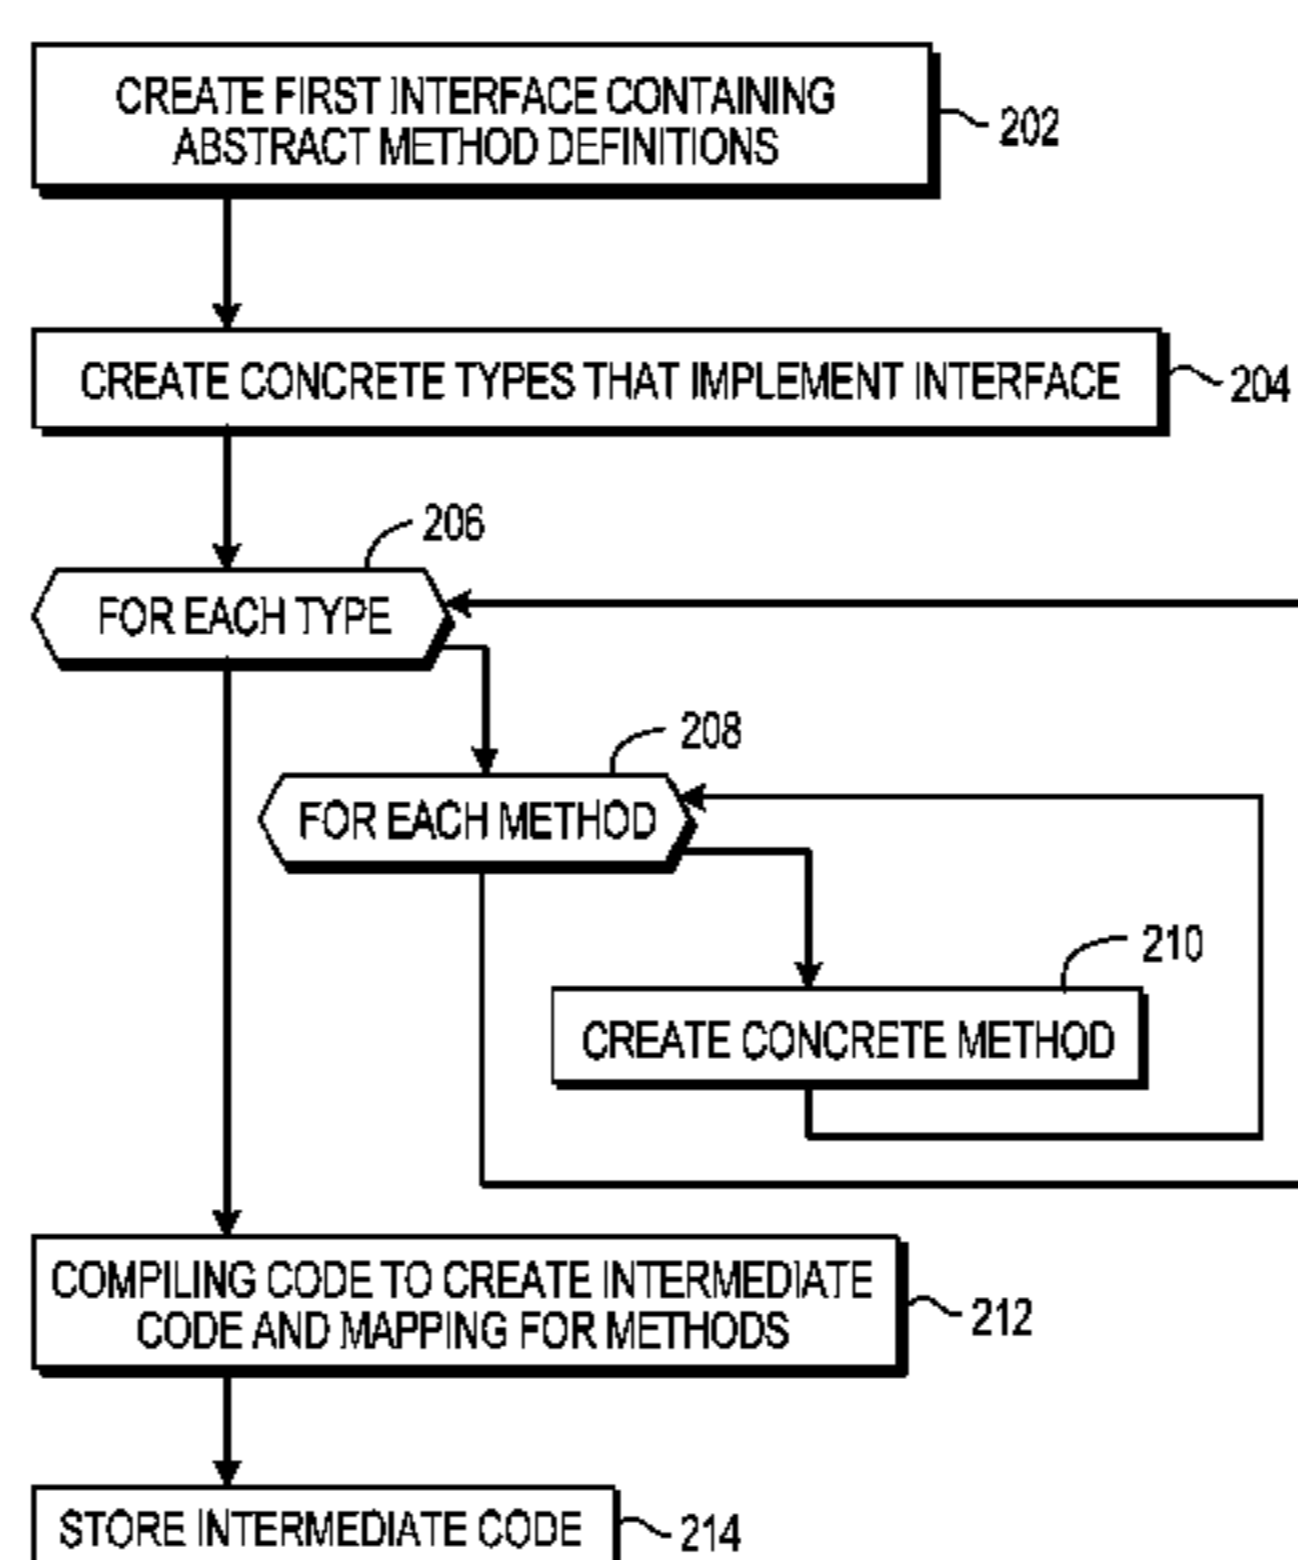 CREATE FIRST INTERFACE CONTAINING
ABSTRACT METHOD DEFINITIONS
202
CREATE CONCRETE TYPES THAT IMPLEMENT INTERFACE
204
206
FOR EACH TYPE
208
FOR EACH METHOD
210
CREATE CONCRETE METHOD
COMPILING CODE TO CREATE INTERMEDIATE
CODE AND MAPPING FOR METHODS
212
STORE INTERMEDIATE CODE
214